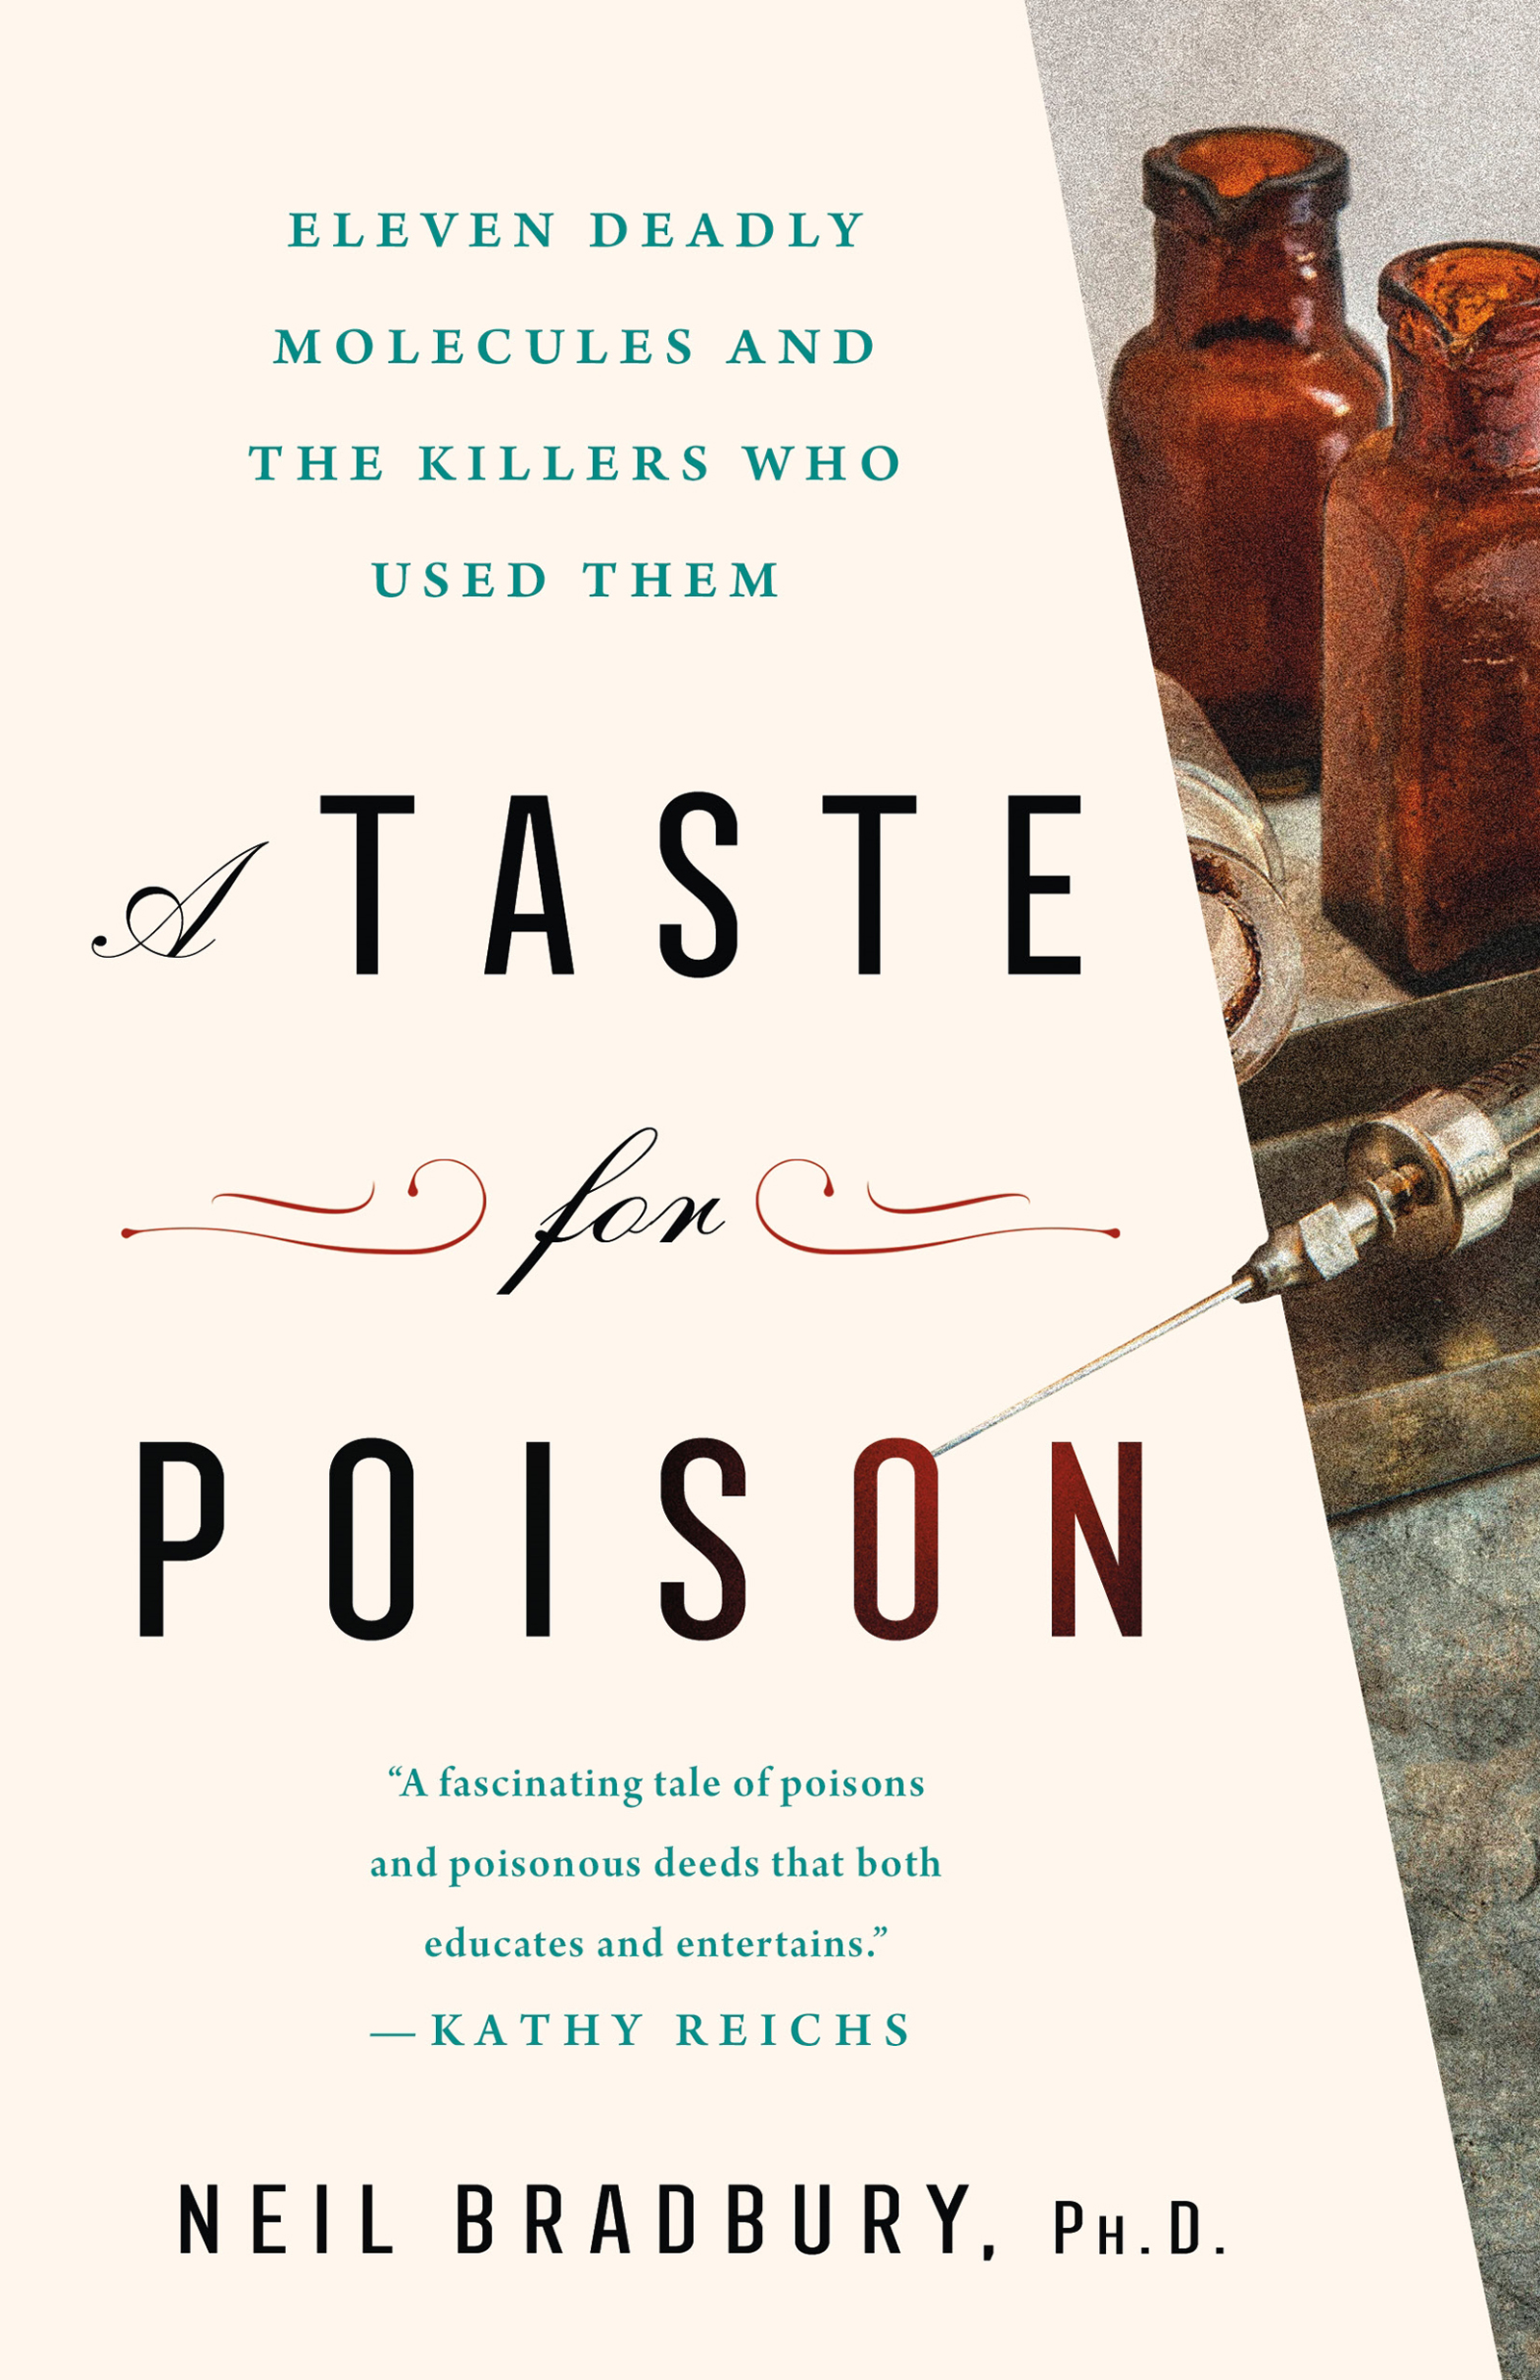 ELEVEN DEADLY
MOLECULES AND
THE KILLERS WHO
USED THEM
A TASTE
for
POISON
“A fascinating tale of poisons
and poisonous deeds that both
educates and entertains.”
—KATHY REICHS
NEIL BRADBURY, PH.D.